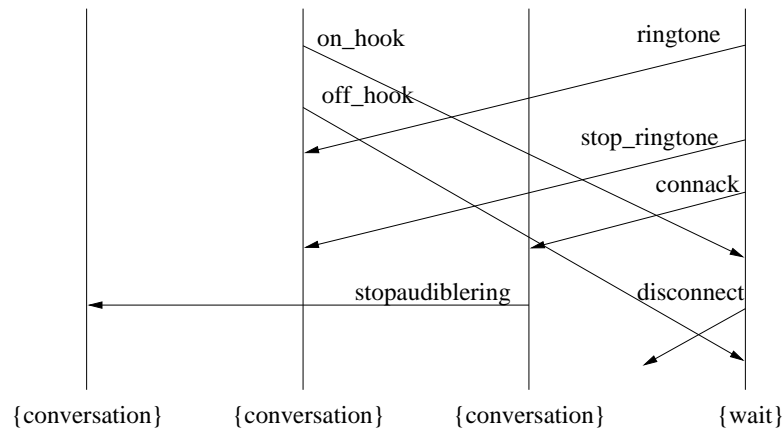 on_hook
ringtone
off_hook
stop_ringtone
connack
stopaudiblering
disconnect
{conversation}
{conversation}
{conversation}
{wait}